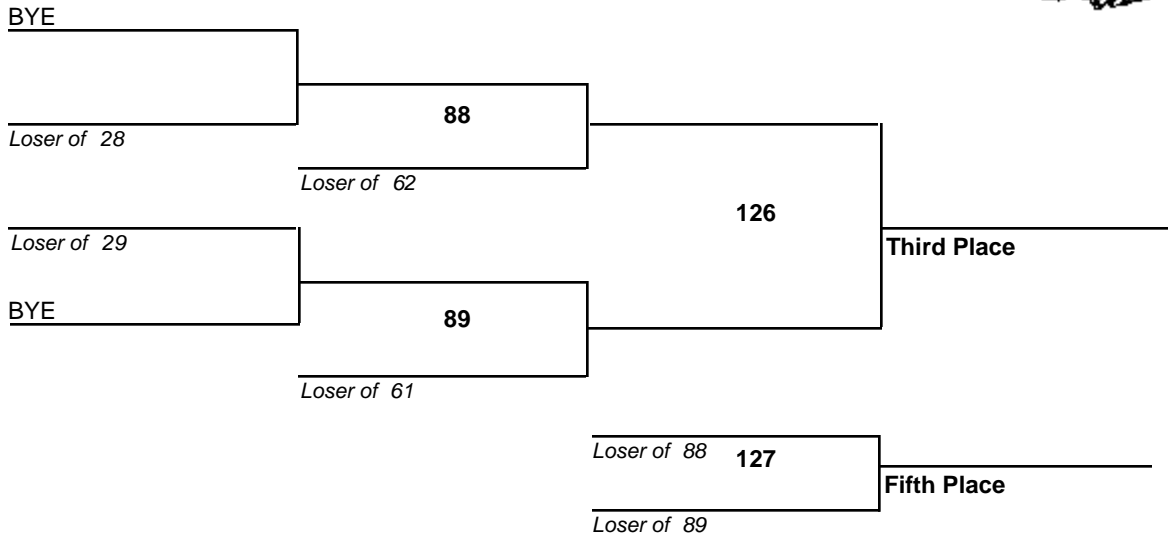 BYE
88
Loser of 28
Loser of 62
126
Loser of 29
Third Place
BYE
89
Loser of 61
Loser of 88
127
Fifth Place
Loser of 89